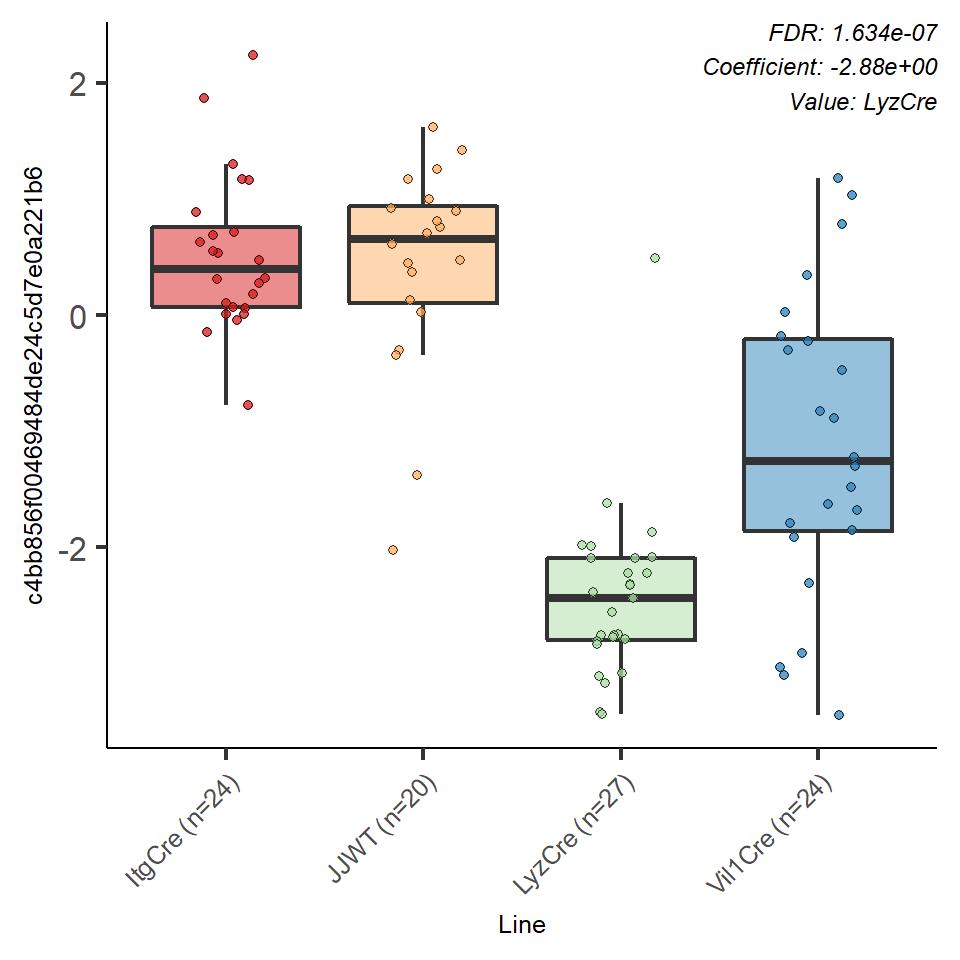 FDR: 1.634e-07
Coefficient: -2.88e+00
Value: LyzCre
c4bb856f00469484de24c5d7e0a221b6
2
0
-2
ItgCre (n=24)
JJWT (n=20)
LyzCre (n=27)
Vil1Cre (n=24)
Line